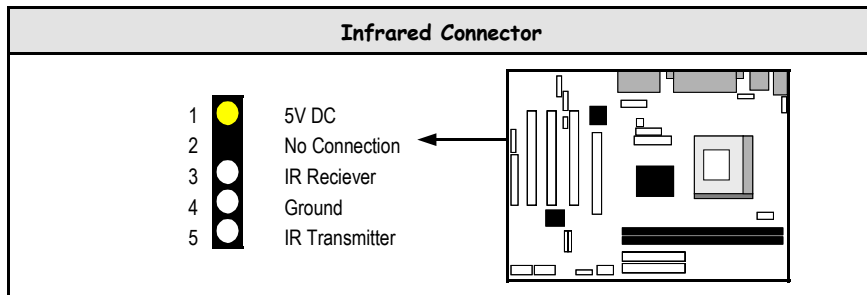 Infrared Connector
1 5V DC
2 No Connection
3 IR Reciever
4 Ground
5 IR Transmitter